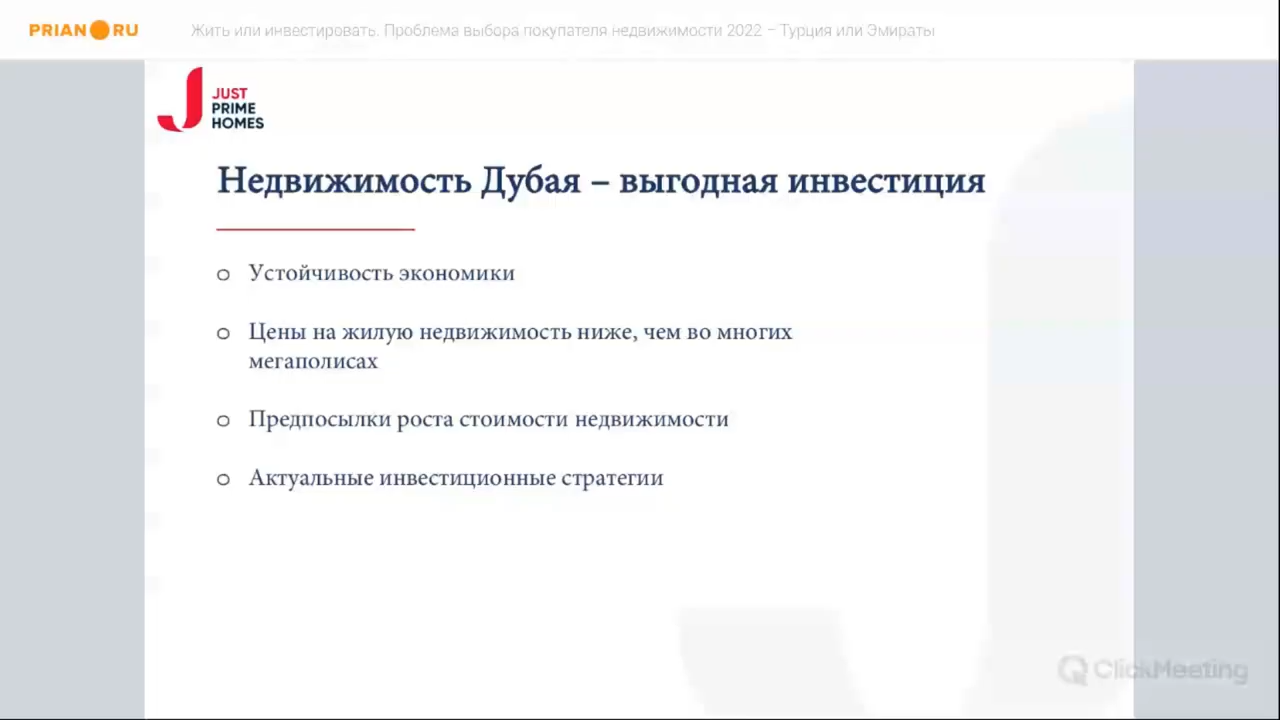 PRIAN.RU
Жить или инвестировать. Проблема выбора покупателя недвижимости 2022 – Турция или Эмираты
JUST
PRIME
HOMES
Недвижимость Дубая – выгодная инвестиция
Устойчивость экономики
Цены на жилую недвижимость ниже, чем во многих
мегаполисах
Предпосылки роста стоимости недвижимости
Актуальные инвестиционные стратегии
ClickMeeting